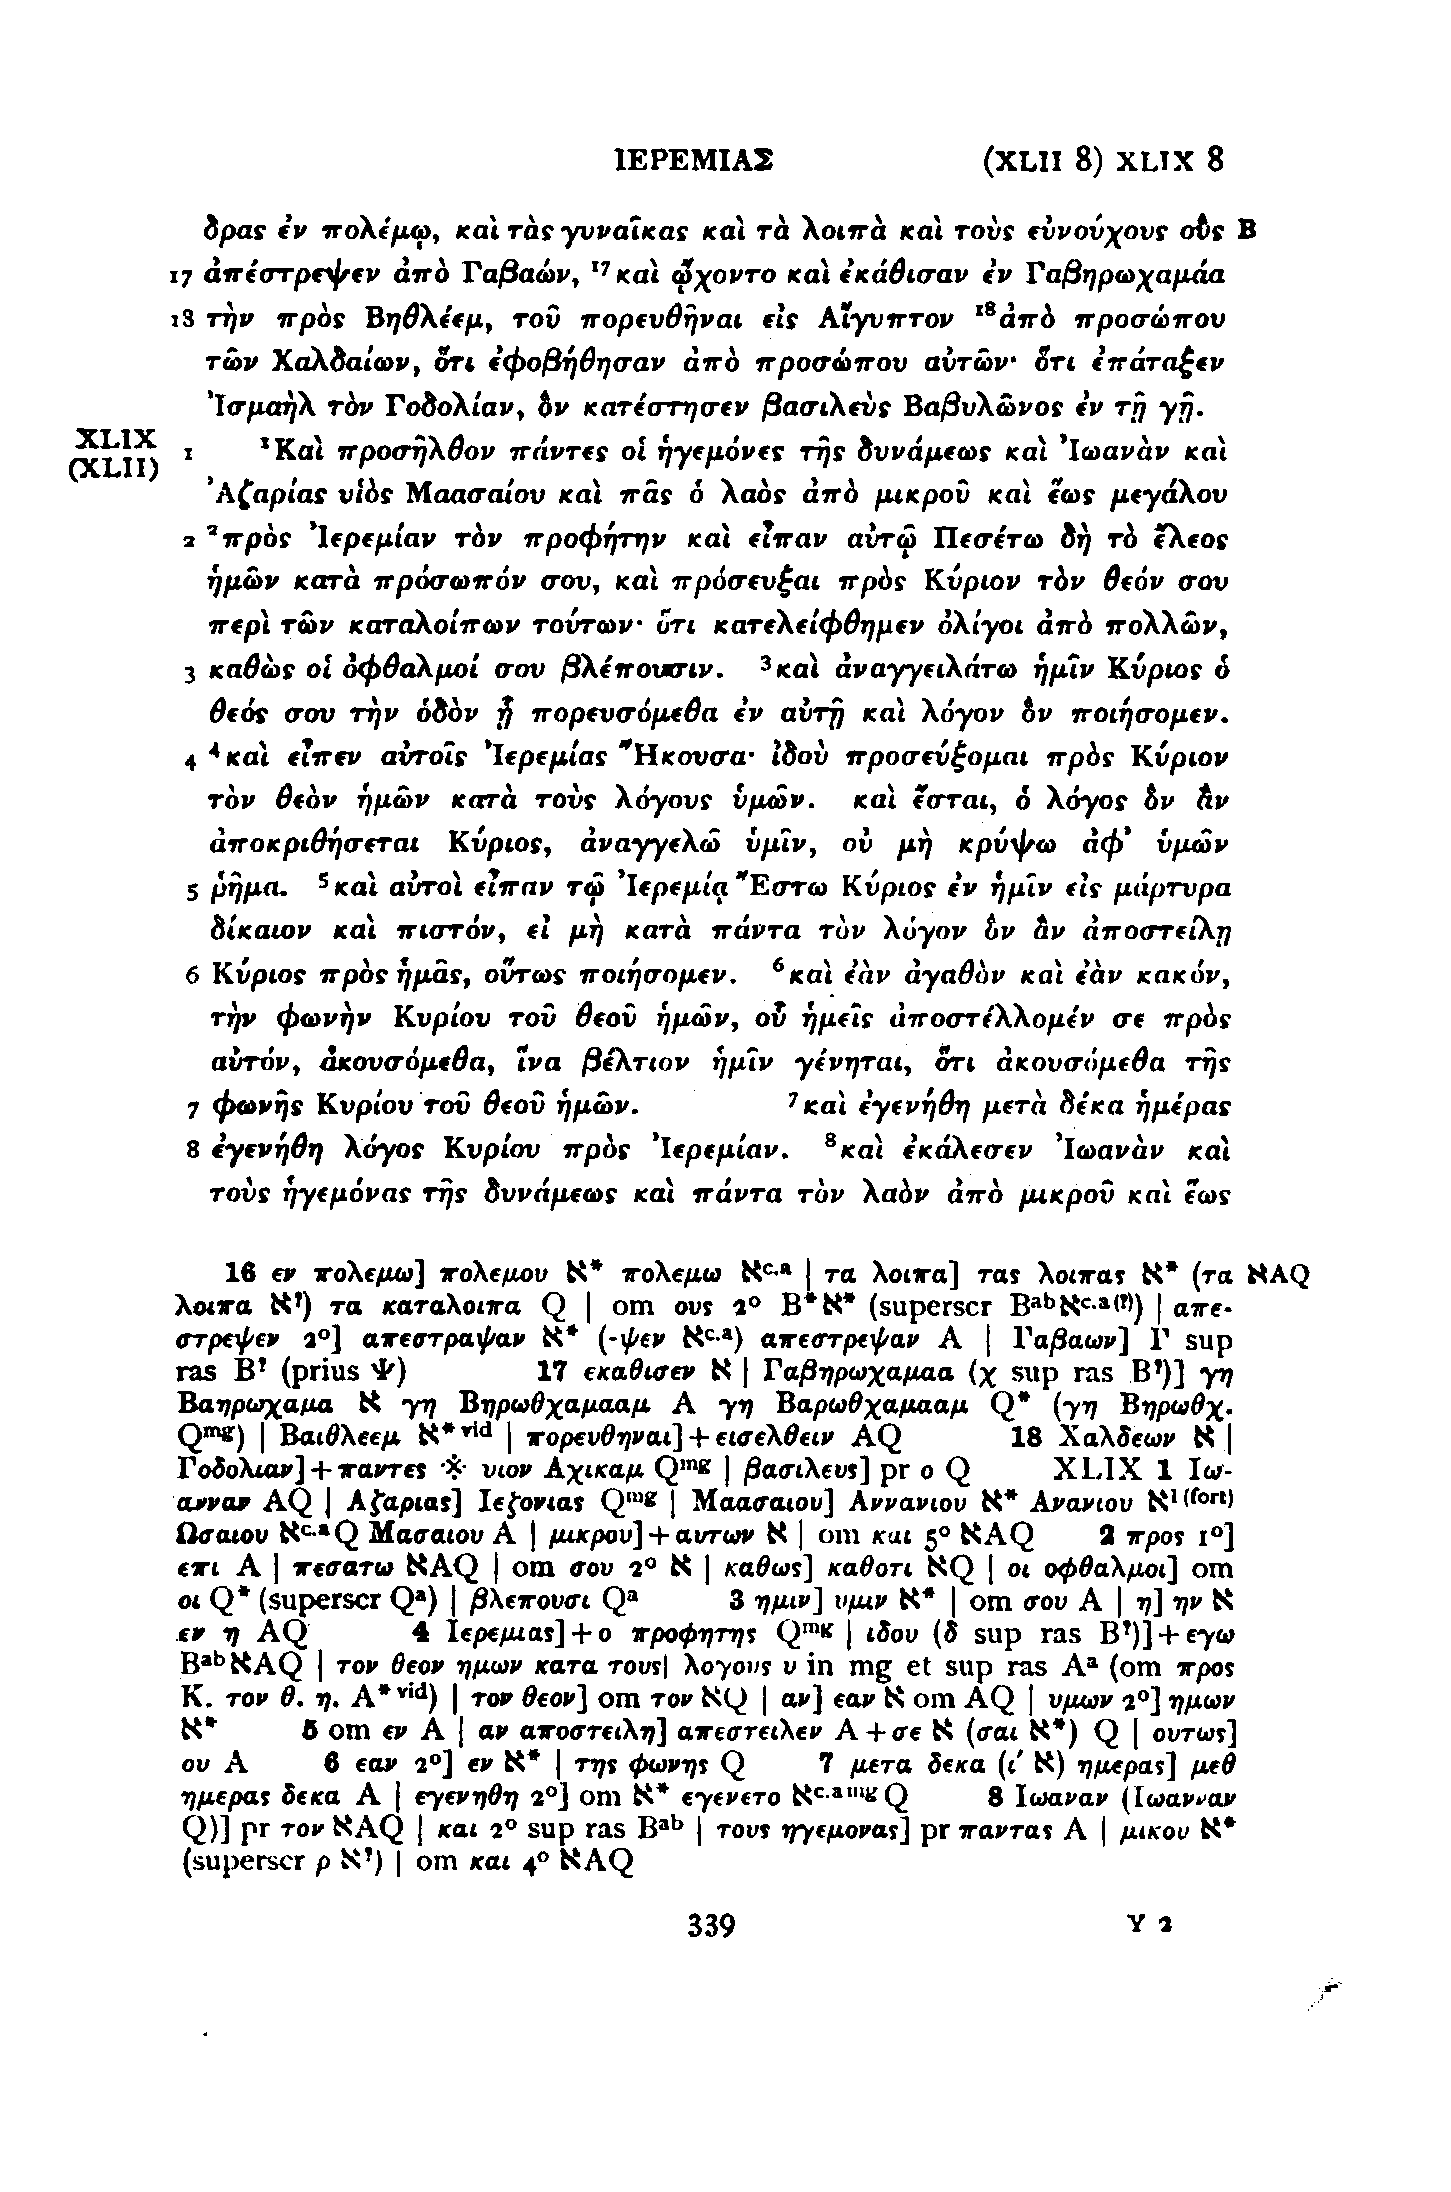 ΙΕΡΕΜΙΑΣ (XLII 8) XLIX 8
δρας ἐν πολέμῳ, καὶ τὰς γυναῖκας καὶ τὰ λοιπὰ καὶ τοὺς εὐνούχους οὓς B
17 ἀπέστρεψεν ἀπὸ Γαβαών, ¹⁷καὶ ᾤχοντο καὶ ἐκάθισαν ἐν Γαβηρωχαμάα
18 τὴν πρὸς Βηθλέεμ, τοῦ πορευθῆναι εἰς Αἴγυπτον ¹⁸ἀπὸ προσώπου
τῶν Χαλδαίων, ὅτι ἐφοβήθησαν ἀπὸ προσώπου αὐτῶν· ὅτι ἐπάταξεν
Ἰσμαὴλ τὸν Γοδολίαν, ὃν κατέστησεν βασιλεὺς Βαβυλῶνος ἐν τῇ γῇ.
XLIX (XLII) 1 ¹Καὶ προσῆλθον πάντες οἱ ἡγεμόνες τῆς δυνάμεως καὶ Ἰωανὰν καὶ
Ἀζαρίας υἱὸς Μαασαίου καὶ πᾶς ὁ λαὸς ἀπὸ μικροῦ καὶ ἕως μεγάλου
2 ²πρὸς Ἰερεμίαν τὸν προφήτην καὶ εἶπαν αὐτῷ Πεσέτω δὴ τὸ ἔλεος
ἡμῶν κατὰ πρόσωπόν σου, καὶ πρόσευξαι πρὸς Κύριον τὸν θεόν σου
περὶ τῶν καταλοίπων τούτων· ὅτι κατελείφθημεν ὀλίγοι ἀπὸ πολλῶν,
3 καθὼς οἱ ὀφθαλμοί σου βλέπουσιν. ³καὶ ἀναγγειλάτω ἡμῖν Κύριος ὁ
θεός σου τὴν ὁδὸν ᾗ πορευσόμεθα ἐν αὐτῇ καὶ λόγον ὃν ποιήσομεν.
4 ⁴καὶ εἶπεν αὐτοῖς Ἰερεμίας Ἤκουσα· ἰδοὺ προσεύξομαι πρὸς Κύριον
τὸν θεὸν ἡμῶν κατὰ τοὺς λόγους ὑμῶν. καὶ ἔσται, ὁ λόγος ὃν ἂν
ἀποκριθήσεται Κύριος, ἀναγγελῶ ὑμῖν, οὐ μὴ κρύψω ἀφ’ ὑμῶν
5 ῥῆμα. ⁵καὶ αὐτοὶ εἶπαν τῷ Ἰερεμίᾳ Ἔστω Κύριος ἐν ἡμῖν εἰς μάρτυρα
δίκαιον καὶ πιστόν, εἰ μὴ κατὰ πάντα τὸν λόγον ὃν ἂν ἀποστείλῃ
6 Κύριος πρὸς ἡμᾶς, οὕτως ποιήσομεν. ⁶καὶ ἐὰν ἀγαθὸν καὶ ἐὰν κακόν,
τὴν φωνὴν Κυρίου τοῦ θεοῦ ἡμῶν, οὗ ἡμεῖς ἀποστέλλομέν σε πρὸς
αὐτόν, ἀκουσόμεθα, ἵνα βέλτιον ἡμῖν γένηται, ὅτι ἀκουσόμεθα τῆς
7 φωνῆς Κυρίου τοῦ θεοῦ ἡμῶν. ⁷καὶ ἐγενήθη μετὰ δέκα ἡμέρας
8 ἐγενήθη λόγος Κυρίου πρὸς Ἰερεμίαν. ⁸καὶ ἐκάλεσεν Ἰωανὰν καὶ
τοὺς ἡγεμόνας τῆς δυνάμεως καὶ πάντα τὸν λαὸν ἀπὸ μικροῦ καὶ ἕως
16 εν πολεμω] πολεμου א* πολεμω א^c.a | τα λοιπα] τας λοιπας א* (τα אAQ
λοιπα א^?) τα καταλοιπα Q | om ους 2° B*א* (superscr B^ab א^c.a(?)) | απε-
στρεψεν 2°] απεστραψαν א* (-ψεν א^c.a) απεστρεψαν A | Γαβαων] Γ sup
ras B^? (prius Ψ) 17 εκαθισεν א | Γαβηρωχαμαα (χ sup ras B^?)] γη
Βαηρωχαμα א γη Βηρωθχαμααμ A γη Βαρωθχαμααμ Q* (γη Βηρωθχ.
Q^mg) | Βαιθλεεμ א*^vid | πορευθηναι]+εισελθειν AQ 18 Χαλδεων א |
Γοδολιαν]+παντες ※ υιον Αχικαμ Q^mg | βασιλευς] pr ο Q XLIX 1 Ιω-
ανναν AQ | Αζαριας] Ιεζονιας Q^mg | Μαασαιου] Αννανιου א* Ανανιου א^1(fort)
Ωσαιου א^c.a Q Μασαιου A | μικρου]+αυτων א | om και 5° אAQ 2 προς 1°]
επι A | πεσατω אAQ | om σου 2° א | καθως] καθοτι אQ | οι οφθαλμοι] om
οι Q* (superscr Q^a) | βλεπουσι Q^a 3 ημιν] υμιν א* | om σου A | η] ην א
εν η AQ 4 Ιερεμιας]+ο προφητης Q^mg | ιδου (δ sup ras B^?)]+εγω
B^ab אAQ | τον θεον ημων κατα τους| λογους υ in mg et sup ras A^a (om προς
Κ. τον θ. η. A*^vid) | τον θεον] om τον אQ | αν] εαν א om AQ | υμων 2°] ημων
א* 5 om εν A | αν αποστειλη] απεστειλεν A +σε א (σαι א*) Q | ουτως]
ου A 6 εαν 2°] εν א* | της φωνης Q 7 μετα δεκα (ι′ א) ημερας] μεθ
ημερας δεκα A | εγενηθη 2°] om א* εγενετο א^c.a mg Q 8 Ιωαναν (Ιωανναν
Q)] pr τον אAQ | και 2° sup ras B^ab | τους ηγεμονας] pr παντας A | μικου א*
(superscr ρ א^?) | om και 4° אAQ
339 Y 2